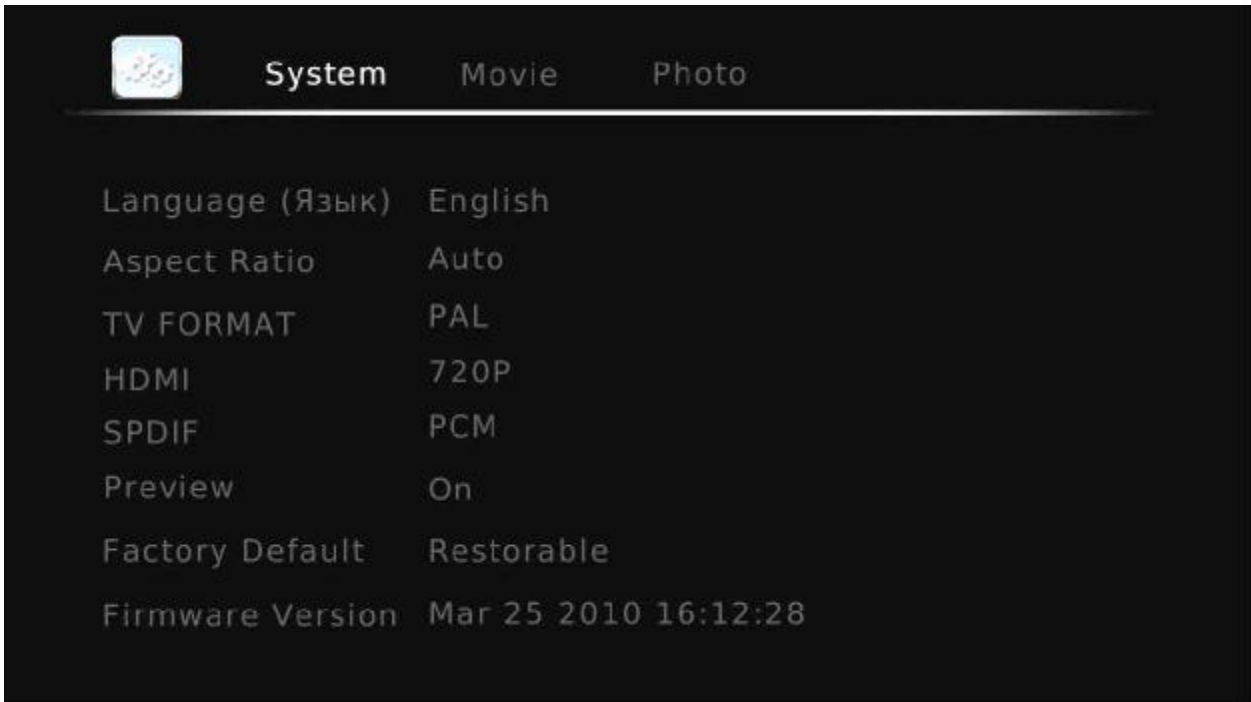 System Movie Photo
Language (Язык) English
Aspect Ratio Auto
TV FORMAT PAL
HDMI 720P
SPDIF PCM
Preview On
Factory Default Restorable
Firmware Version Mar 25 2010 16:12:28